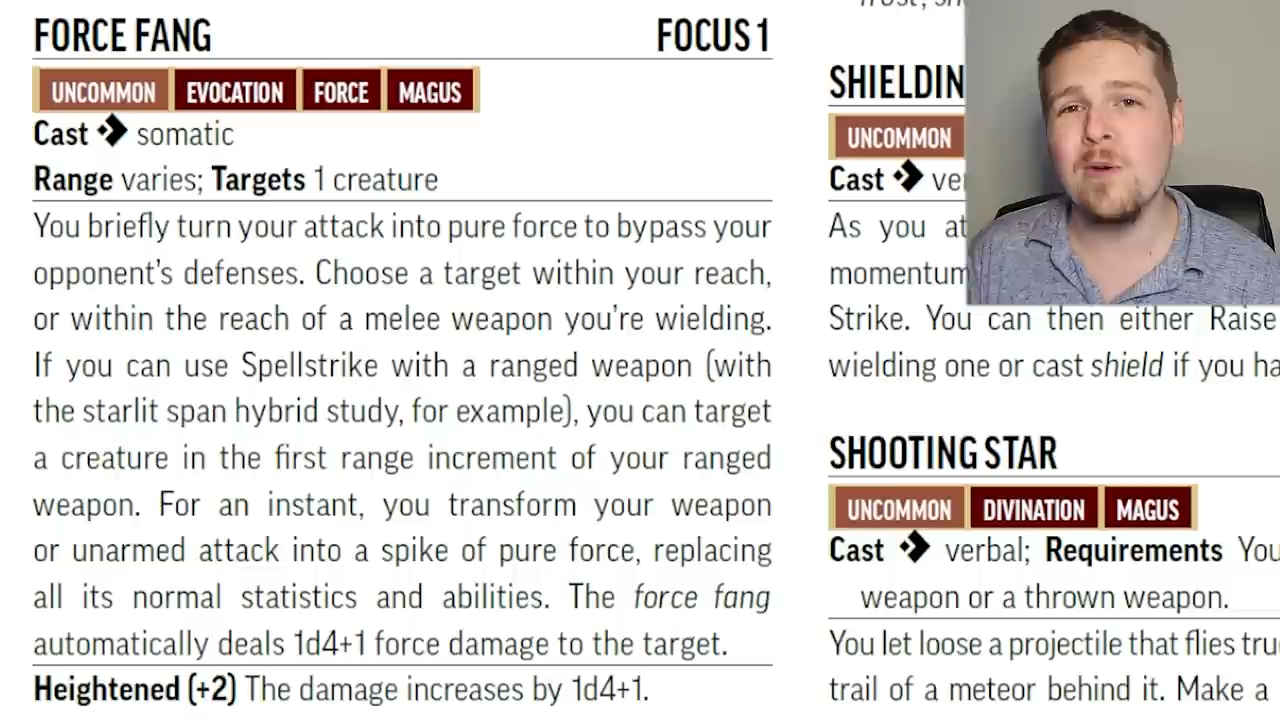 FORCE FANG FOCUS 1
UNCOMMON EVOCATION FORCE MAGUS
Cast somatic
Range varies; Targets 1 creature
You briefly turn your attack into pure force to bypass your
opponent's defenses. Choose a target within your reach,
or within the reach of a melee weapon you're wielding.
If you can use Spellstrike with a ranged weapon (with
the starlit span hybrid study, for example), you can target
a creature in the first range increment of your ranged
weapon. For an instant, you transform your weapon
or unarmed attack into a spike of pure force, replacing
all its normal statistics and abilities. The force fang
automatically deals 1d4+1 force damage to the target.
Heightened (+2) The damage increases by 1d4+1.
UNCOMMON
Cast
As you
momentum
Strike. You can then either Raise
wielding one or cast shield if you
SHOOTING STAR
UNCOMMON DIVINATION MAGUS
Cast verbal; Requirements You
weapon or a thrown weapon.
You let loose a projectile that flies
trail of a meteor behind it. Make a